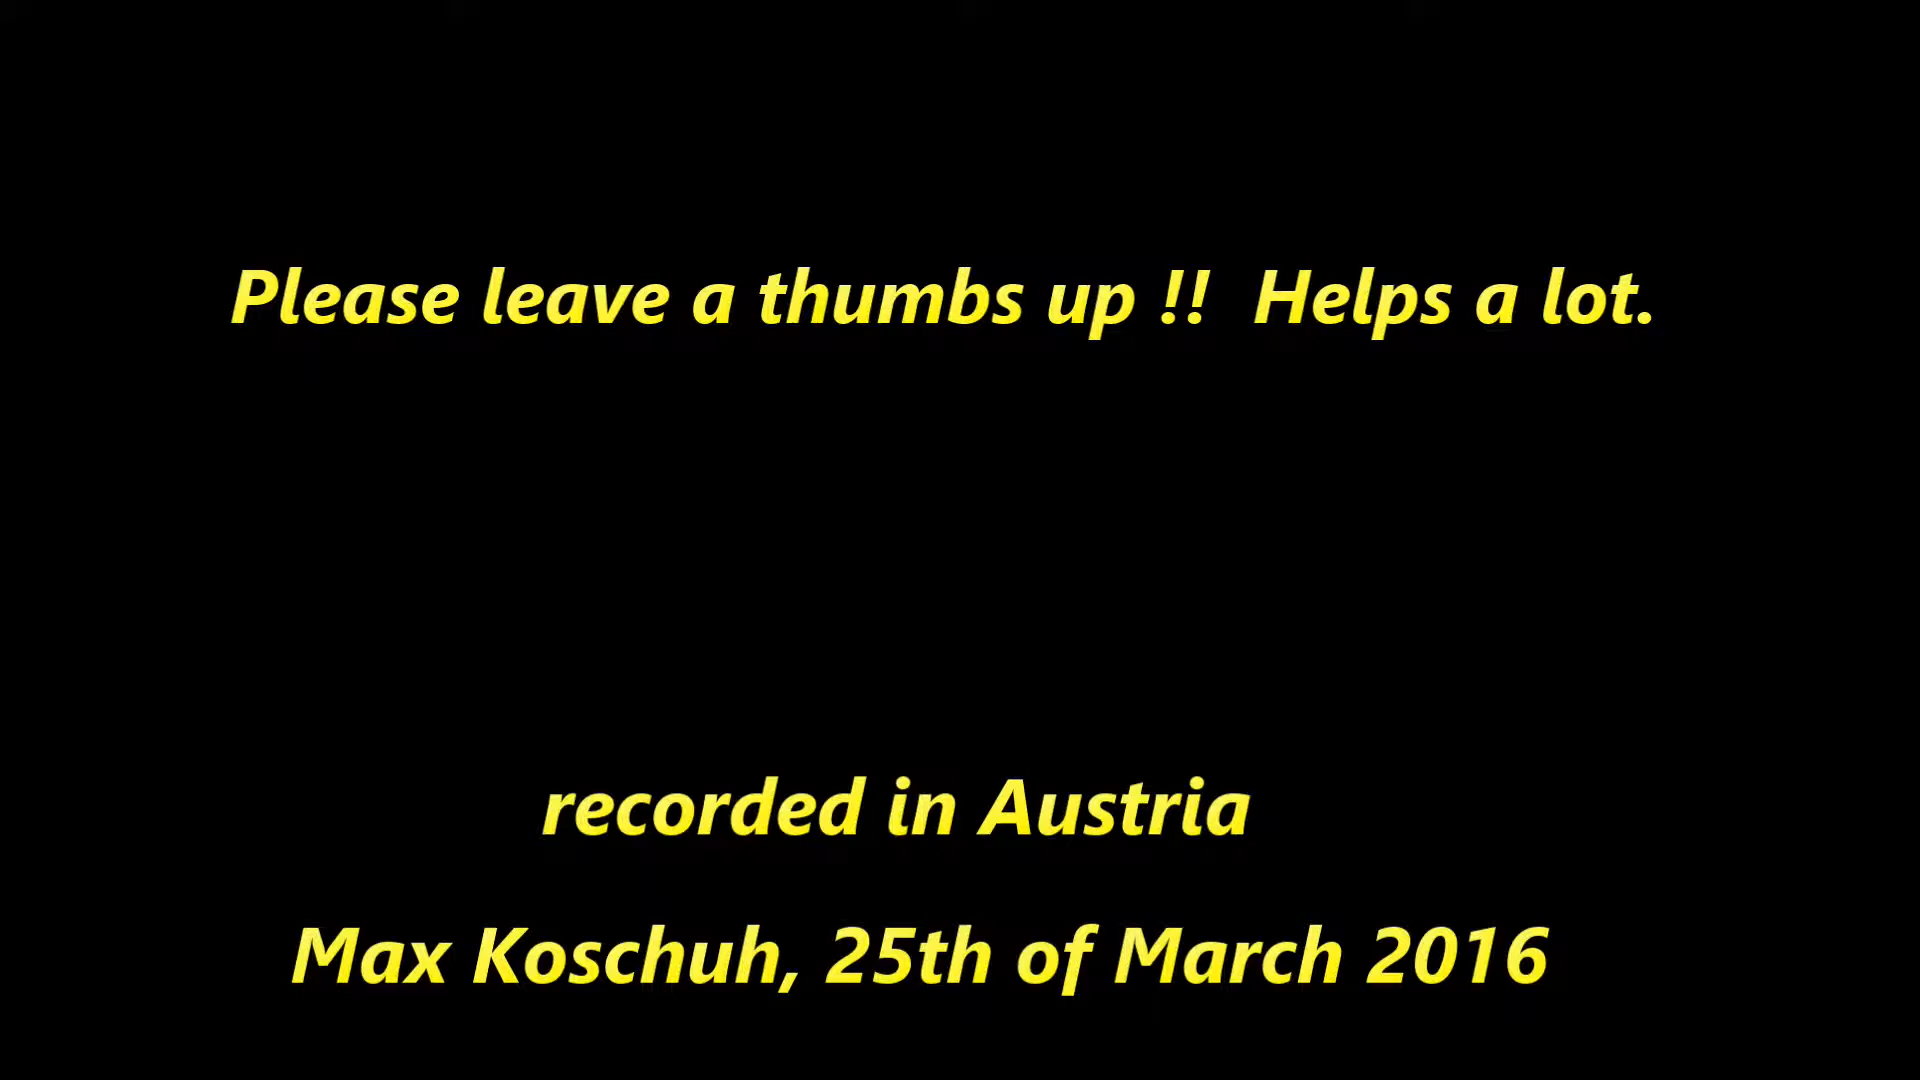 Please leave a thumbs up !!  Helps a lot.
recorded in Austria
Max Koschuh, 25th of March 2016